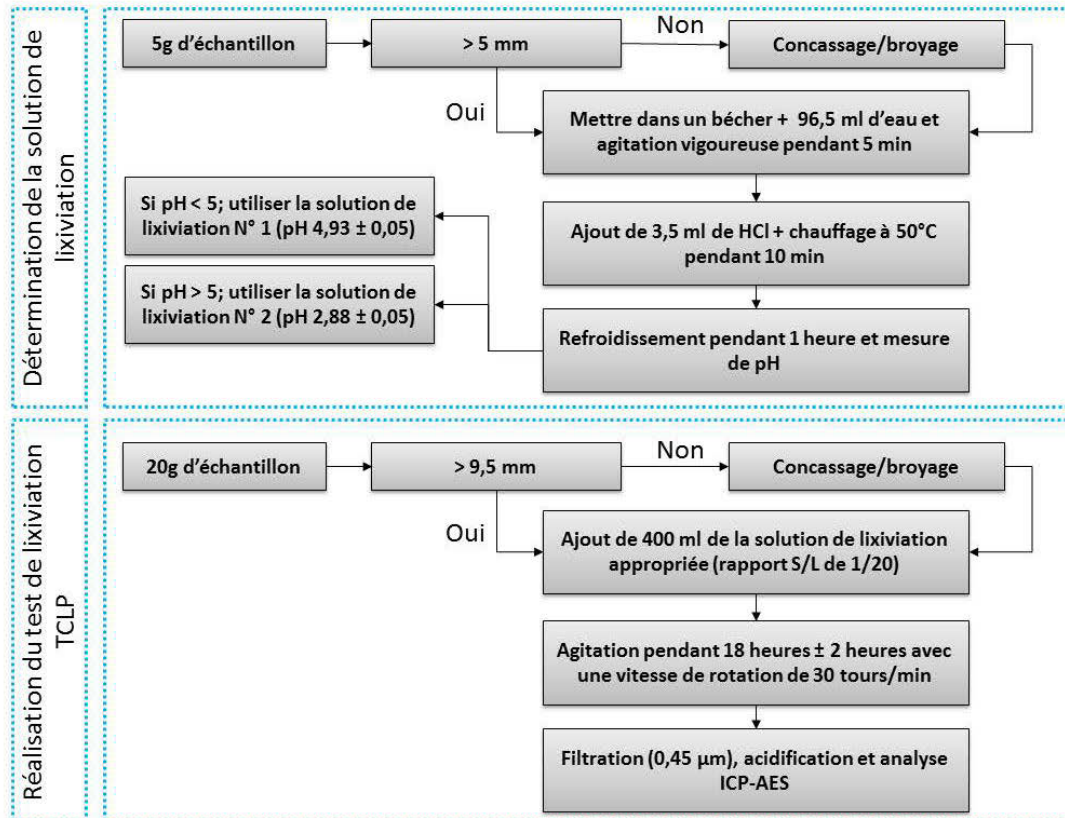 Détermination de la solution de
lixiviation
5g d'échantillon
> 5 mm
Non
Concassage/broyage
Oui
Mettre dans un bécher + 96,5 ml d'eau et
agitation vigoureuse pendant 5 min
Si pH < 5; utiliser la solution de
lixiviation N° 1 (pH 4,93 ± 0,05)
Ajout de 3,5 ml de HCl + chauffage à 50°C
pendant 10 min
Si pH > 5; utiliser la solution de
lixiviation N° 2 (pH 2,88 ± 0,05)
Refroidissement pendant 1 heure et mesure
de pH
Réalisation du test de lixiviation
TCLP
20g d'échantillon
> 9,5 mm
Non
Concassage/broyage
Oui
Ajout de 400 ml de la solution de lixiviation
appropriée (rapport S/L de 1/20)
Agitation pendant 18 heures ± 2 heures avec
une vitesse de rotation de 30 tours/min
Filtration (0,45 µm), acidification et analyse
ICP-AES